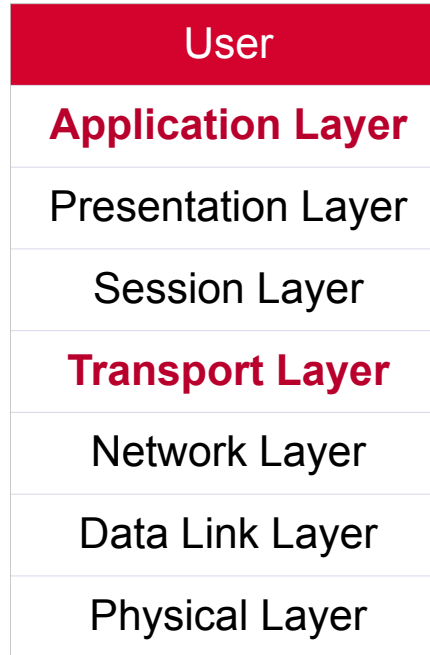 User
Application Layer
Presentation Layer
Session Layer
Transport Layer
Network Layer
Data Link Layer
Physical Layer